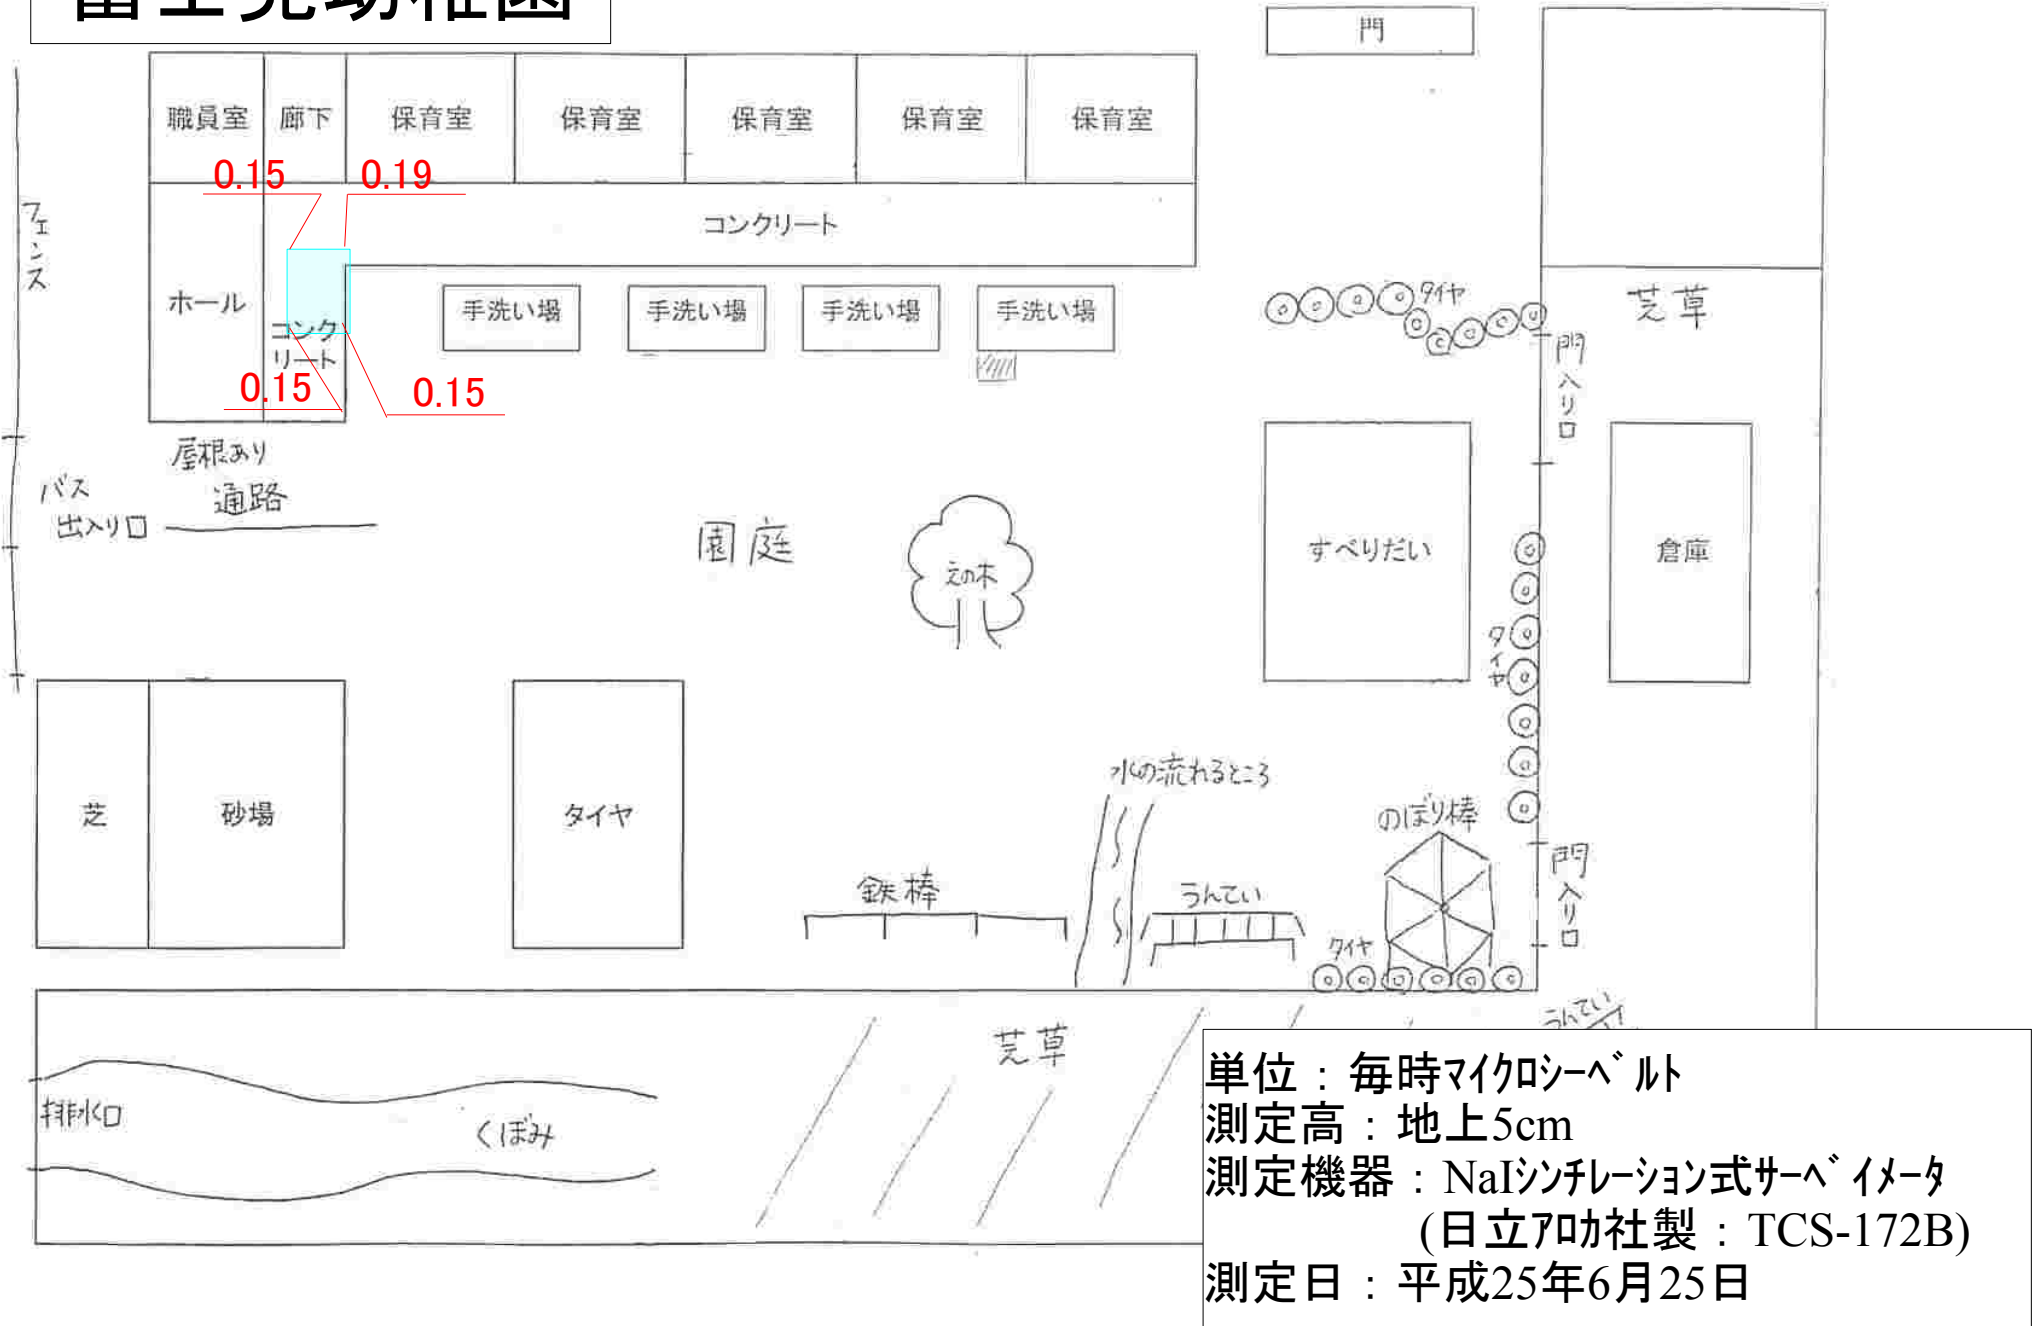 富士見幼稚園
門
職員室 廊下 保育室 保育室 保育室 保育室 保育室
0.15 0.19
フェンス
コンクリート
ホール
コンク
リート
手洗い場 手洗い場 手洗い場 手洗い場
タイヤ
芝草
門入り口
0.15 0.15
屋根あり
通路
バス
出入り口
園庭
えの木
すべりだい
倉庫
タイヤ
芝 砂場 タイヤ
水の流れるところ
のぼり棒
鉄棒
うんてい
門入り口
タイヤ
うんてい
芝草
排水口
くぼみ
単位：毎時マイクロシーベルト
測定高：地上5cm
測定機器：NaIシンチレーション式サーベイメータ
(日立アロカ社製：TCS-172B)
測定日：平成25年6月25日